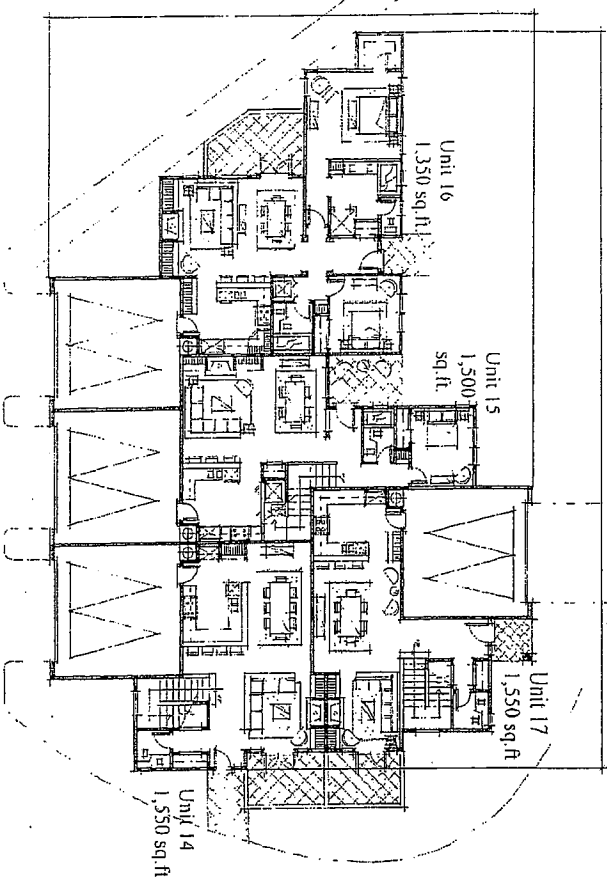 Unit 16
1,350 sq.ft.
Unit 15
1,500
sq.ft.
Unit 17
1,550 sq.ft
Unit 14
1,550 sq.ft